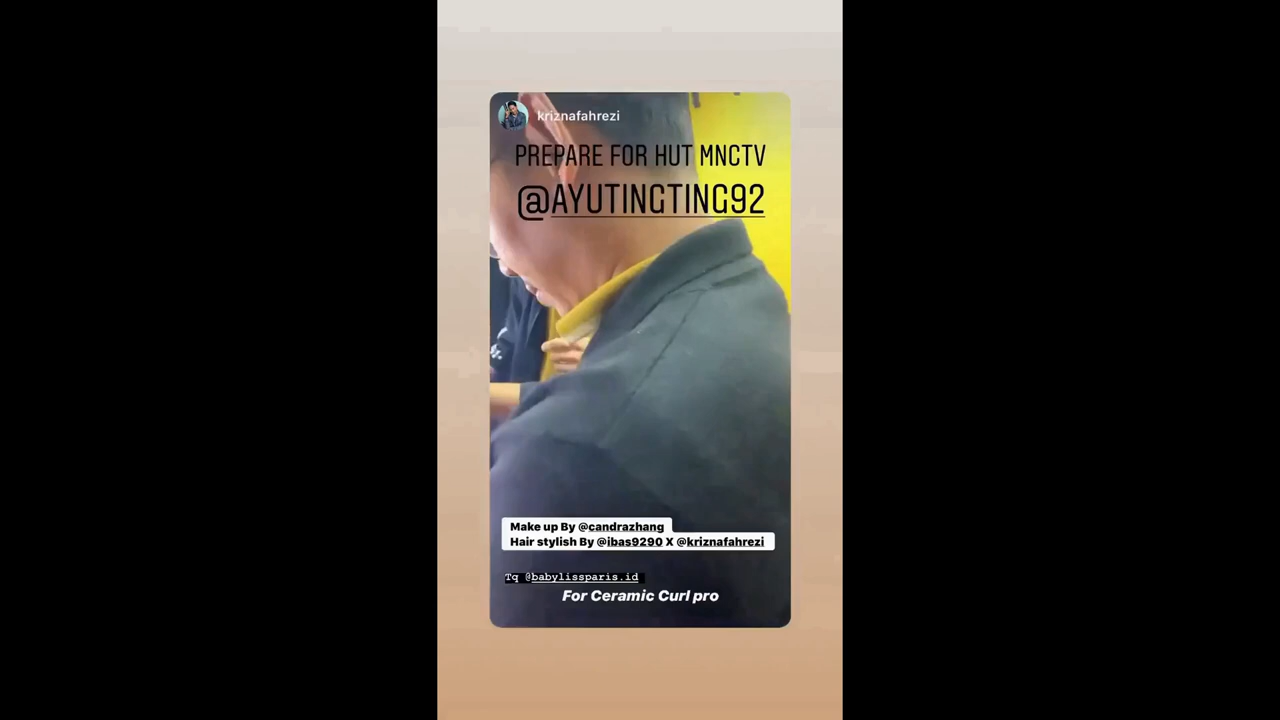 kriznafahrezi
PREPARE FOR HUT MNCTV
@AYUTINGTING92
Make up By @candrazhang
Hair stylish By @ibas9290 X @kriznafahrezi
Tq @babylissparis.id
For Ceramic Curl pro